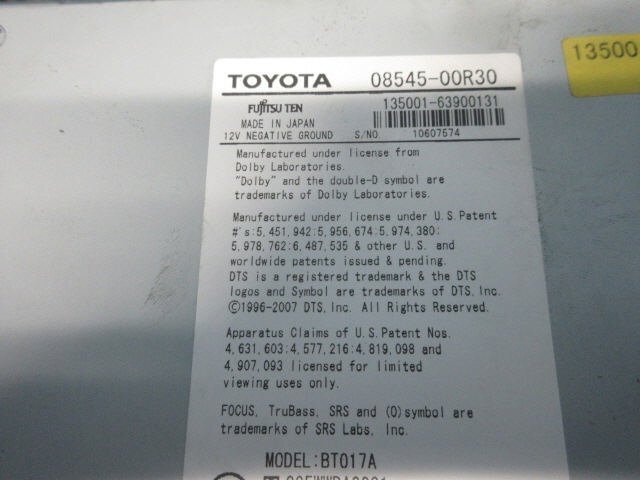 TOYOTA 08545-00R30
13500
FUJITSU TEN 135001-63900131
MADE IN JAPAN
12V NEGATIVE GROUND S/NO. 10607574
Manufactured under license from
Dolby Laboratories.
"Dolby" and the double-D symbol are
trademarks of Dolby Laboratories.
Manufactured under license under U.S.Patent
#'s:5,451,942:5,956,674:5,974,380:
5,978,762:6,487,535 & other U.S. and
worldwide patents issued & pending.
DTS is a registered trademark & the DTS
logos and Symbol are trademarks of DTS,Inc.
©1996-2007 DTS,Inc. All Rights Reserved.
Apparatus Claims of U.S.Patent Nos.
4,631,603:4,577,216:4,819,098 and
4,907,093 licensed for limited
viewing uses only.
FOCUS, TruBass, SRS and (O)symbol are
trademarks of SRS Labs, Inc.
MODEL:BT017A